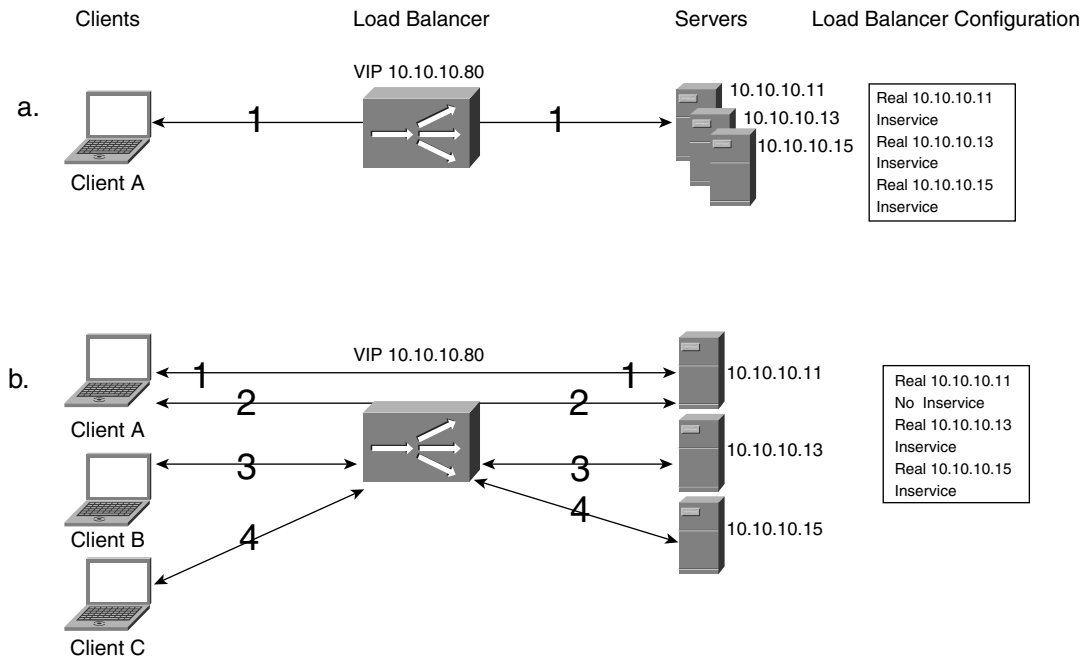 Clients
Load Balancer
Servers
Load Balancer Configuration
a.
VIP 10.10.10.80
1
1
10.10.10.11
10.10.10.13
10.10.10.15
Client A
Real 10.10.10.11
Inservice
Real 10.10.10.13
Inservice
Real 10.10.10.15
Inservice
b.
VIP 10.10.10.80
1
1
10.10.10.11
2
2
Client A
3
3
10.10.10.13
Client B
4
4
10.10.10.15
Client C
Real 10.10.10.11
No Inservice
Real 10.10.10.13
Inservice
Real 10.10.10.15
Inservice